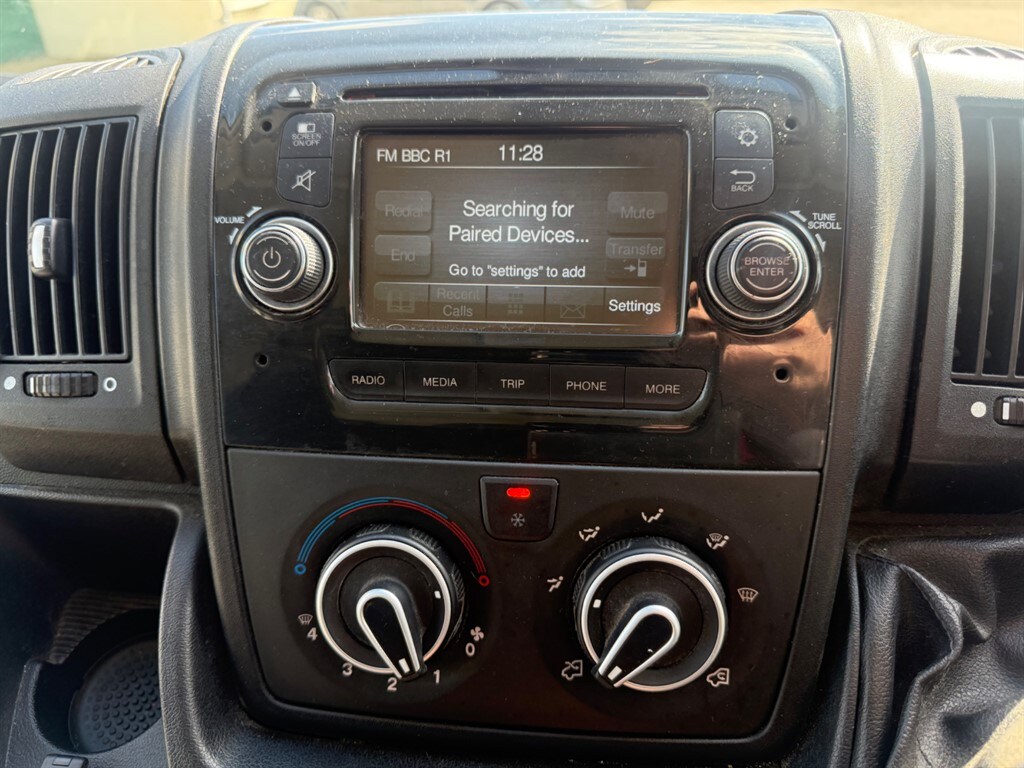 SCREEN
ON/OFF
FM BBC R1 11:28
BACK
VOLUME
TUNE
SCROLL
Redial
Searching for
Paired Devices...
Mute
End
Transfer
Go to "settings" to add
Recent
Calls
Settings
BROWSE
ENTER
RADIO MEDIA TRIP PHONE MORE
4 3 2 1 0